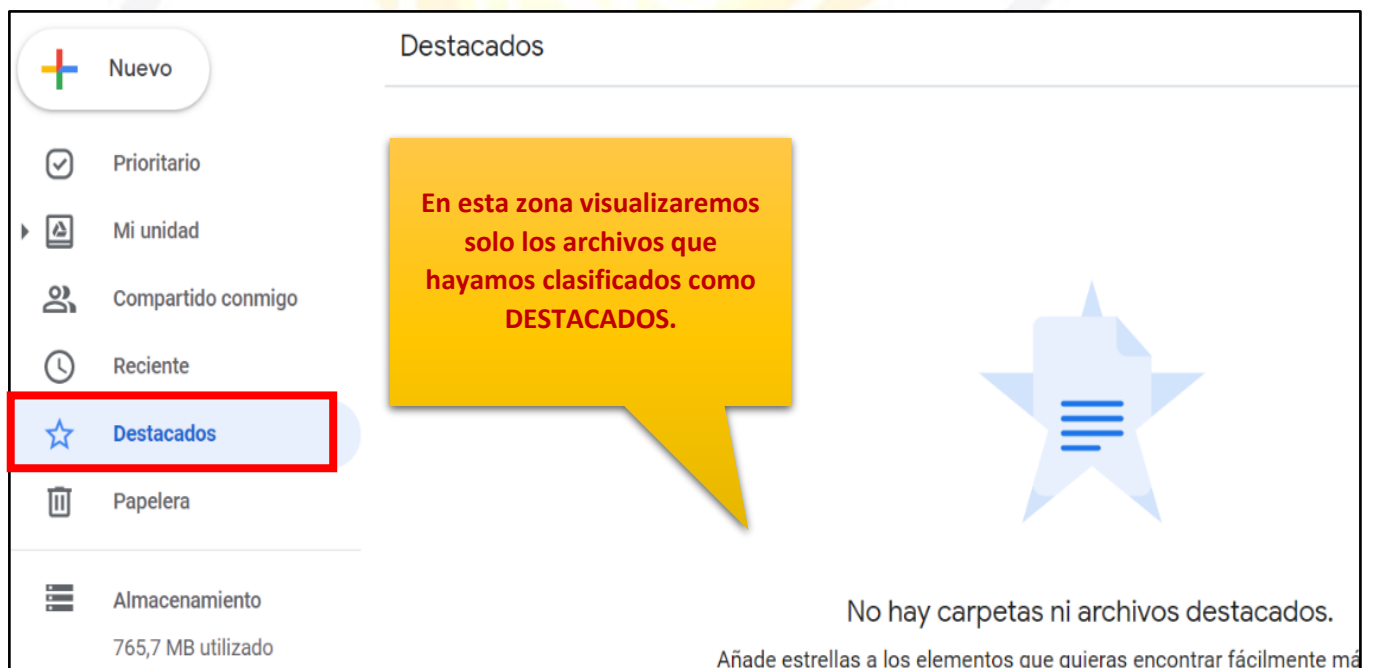 Nuevo
Destacados
Prioritario
Mi unidad
Compartido conmigo
Reciente
Destacados
Papelera
Almacenamiento
765,7 MB utilizado
En esta zona visualizaremos
solo los archivos que
hayamos clasificados como
DESTACADOS.
No hay carpetas ni archivos destacados.
Añade estrellas a los elementos que quieras encontrar fácilmente má